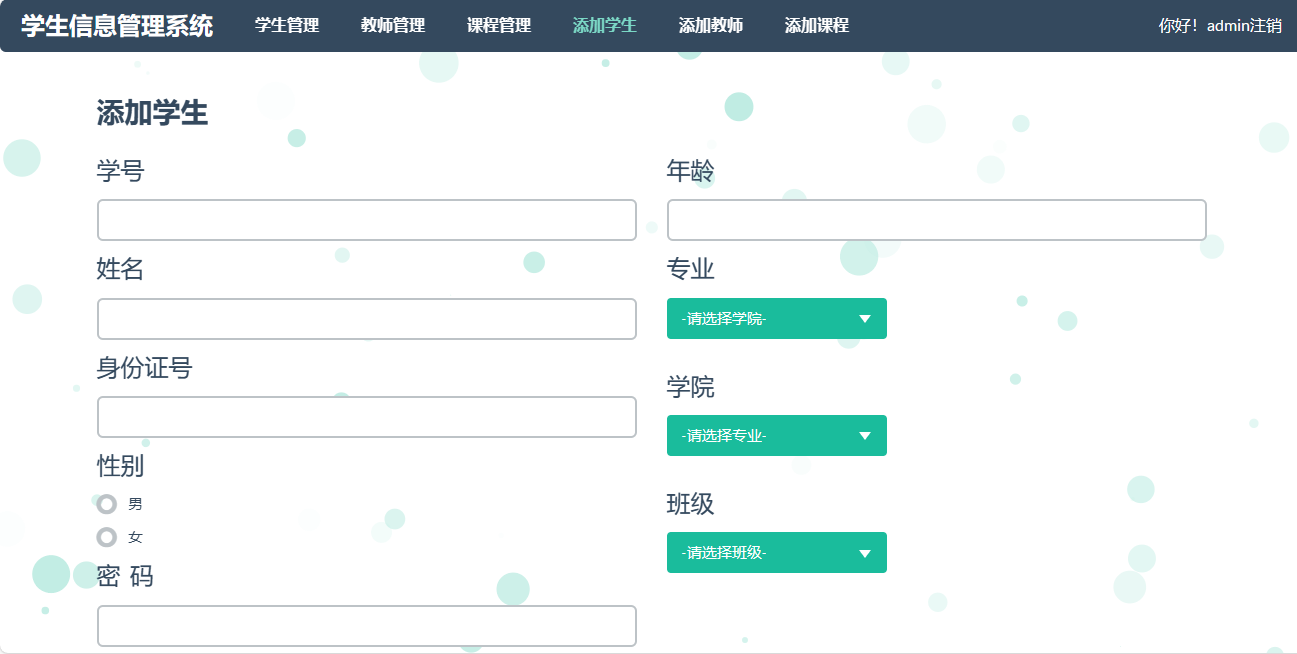 学生信息管理系统 学生管理 教师管理 课程管理 添加学生 添加教师 添加课程 你好！admin注销
添加学生
学号
年龄
姓名
专业
-请选择学院-
身份证号
学院
-请选择专业-
性别
男
女
班级
-请选择班级-
密 码